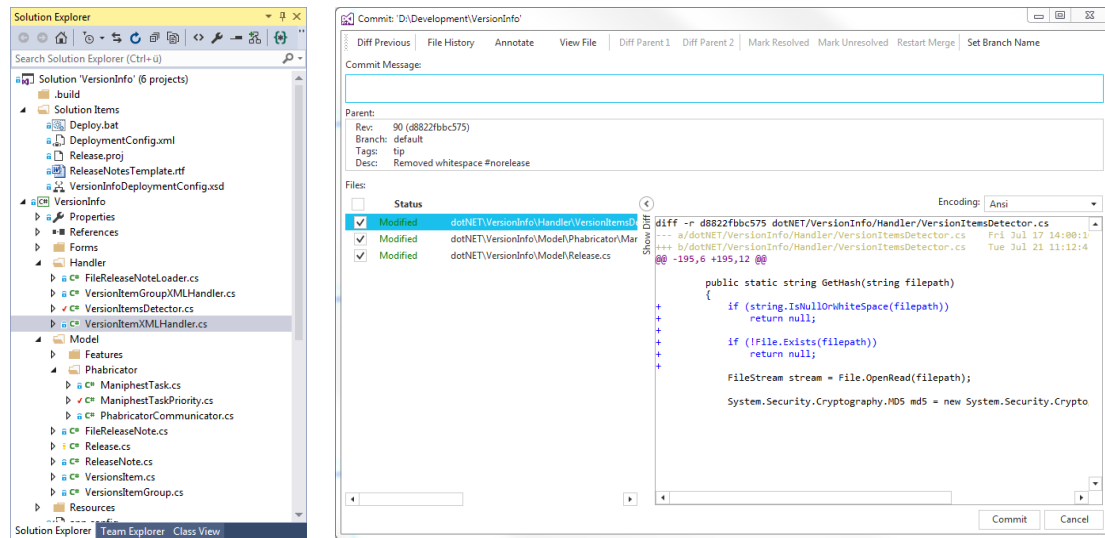 Solution Explorer
Search Solution Explorer (Ctrl+ü)
Solution 'VersionInfo' (6 projects)
.build
Solution Items
Deploy.bat
DeploymentConfig.xml
Release.proj
ReleaseNotesTemplate.rtf
VersionInfoDeploymentConfig.xsd
C# VersionInfo
Properties
References
Forms
Handler
C# FileReleaseNoteLoader.cs
C# VersionItemGroupXMLHandler.cs
C# VersionItemsDetector.cs
C# VersionItemXMLHandler.cs
Model
Features
Phabricator
C# ManiphestTask.cs
C# ManiphestTaskPriority.cs
C# PhabricatorCommunicator.cs
C# FileReleaseNote.cs
C# Release.cs
C# ReleaseNote.cs
C# VersionsItem.cs
C# VersionsItemGroup.cs
Resources
Solution Explorer Team Explorer Class View
Commit: 'D:\Development\VersionInfo'
Diff Previous File History Annotate View File Diff Parent 1 Diff Parent 2 Mark Resolved Mark Unresolved Restart Merge Set Branch Name
Commit Message:
Parent:
Rev: 90 (d8822fbbc575)
Branch: default
Tags: tip
Desc: Removed whitespace #norelease
Files:
Status
Modified dotNET\VersionInfo\Handler\VersionItemsD
Modified dotNET\VersionInfo\Model\Phabricator\Mar
Modified dotNET\VersionInfo\Model\Release.cs
Show Diff
Encoding: Ansi
diff -r d8822fbbc575 dotNET/VersionInfo/Handler/VersionItemsDetector.cs
--- a/dotNET/VersionInfo/Handler/VersionItemsDetector.cs Fri Jul 17 14:00:1
+++ b/dotNET/VersionInfo/Handler/VersionItemsDetector.cs Tue Jul 21 11:12:4
@@ -195,6 +195,12 @@
public static string GetHash(string filepath)
{
+ if (string.IsNullOrWhiteSpace(filepath))
+ return null;
+
+ if (!File.Exists(filepath))
+ return null;
+
FileStream stream = File.OpenRead(filepath);
System.Security.Cryptography.MD5 md5 = new System.Security.Crypto
Commit Cancel